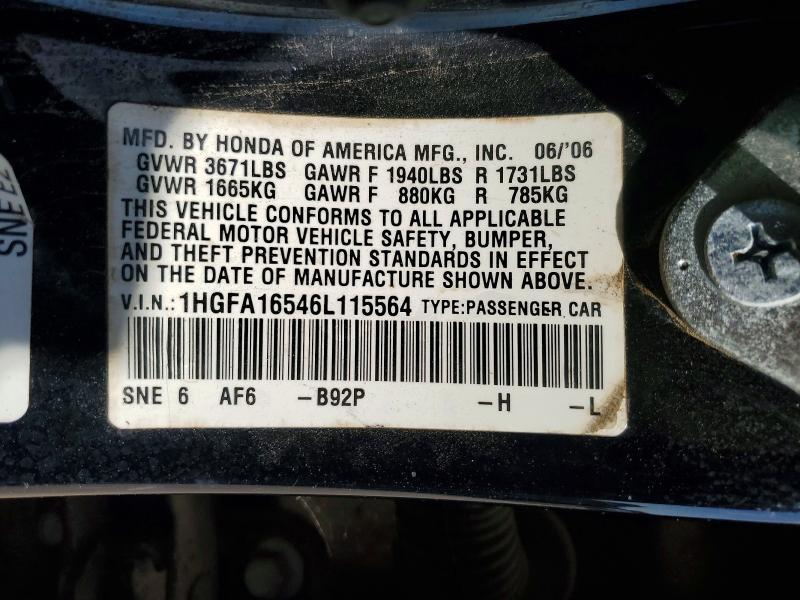 MFD. BY HONDA OF AMERICA MFG., INC. 06/'06
GVWR 3671LBS GAWR F 1940LBS R 1731LBS
GVWR 1665KG GAWR F 880KG R 785KG
THIS VEHICLE CONFORMS TO ALL APPLICABLE
FEDERAL MOTOR VEHICLE SAFETY, BUMPER,
AND THEFT PREVENTION STANDARDS IN EFFECT
ON THE DATE OF MANUFACTURE SHOWN ABOVE.
V.I.N.: 1HGFA16546L115564 TYPE:PASSENGER CAR
SNE 6 AF6 -B92P -H -L
SNE